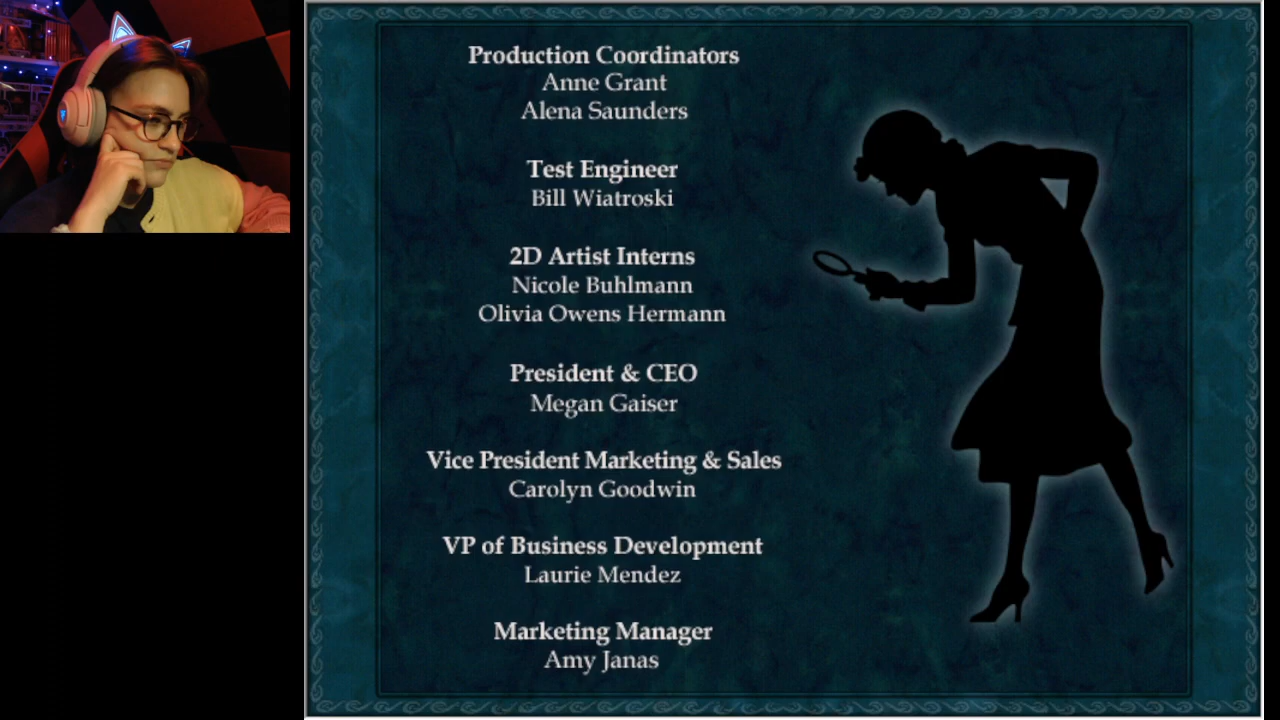 Production Coordinators
Anne Grant
Alena Saunders
Test Engineer
Bill Wiatroski
2D Artist Interns
Nicole Buhlmann
Olivia Owens Hermann
President & CEO
Megan Gaiser
Vice President Marketing & Sales
Carolyn Goodwin
VP of Business Development
Laurie Mendez
Marketing Manager
Amy Janas